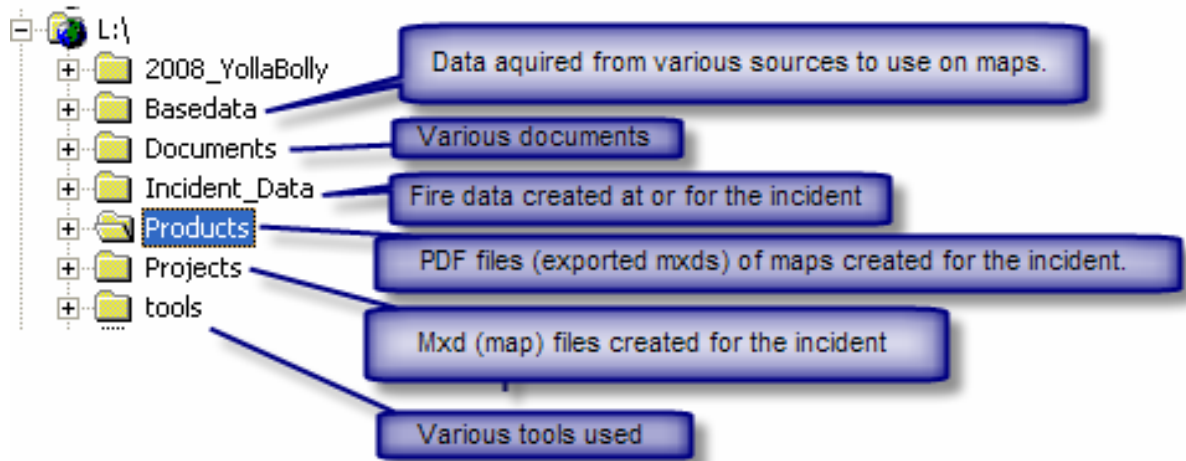 L:\
2008_YollaBolly
Data aquired from various sources to use on maps.
Basedata
Various documents
Documents
Incident_Data
Fire data created at or for the incident
Products
PDF files (exported mxds) of maps created for the incident.
Projects
tools
Mxd (map) files created for the incident
Various tools used